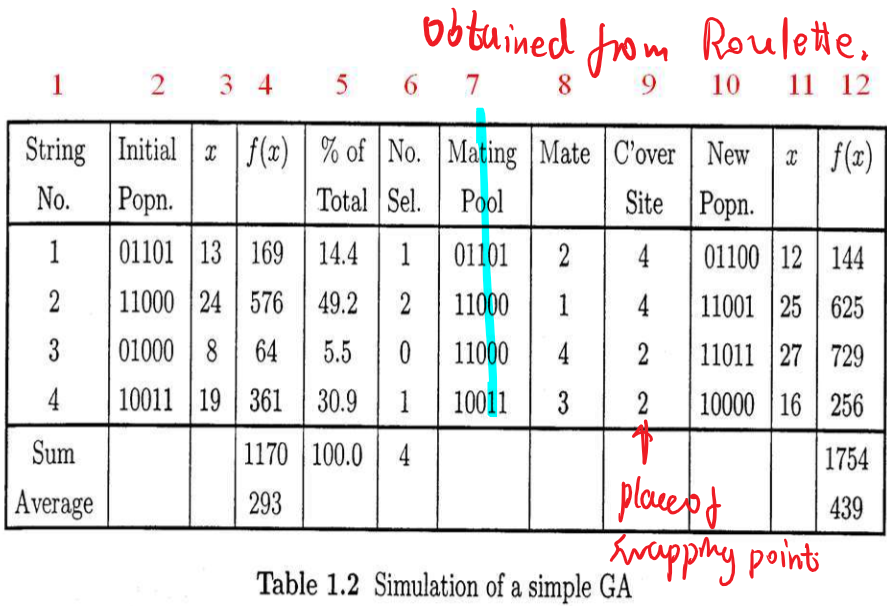 obtained from Roulette.
1 2 3 4 5 6 7 8 9 10 11 12
String Initial x f(x) % of No. Mating Mate C'over New x f(x)
No. Popn. Total Sel. Pool Site Popn.
1 01101 13 169 14.4 1 01101 2 4 01100 12 144
2 11000 24 576 49.2 2 11000 1 4 11001 25 625
3 01000 8 64 5.5 0 11000 4 2 11011 27 729
4 10011 19 361 30.9 1 10011 3 2 10000 16 256
Sum 1170 100.0 4 1754
Average 293 439
place of
swapping point.
Table 1.2 Simulation of a simple GA